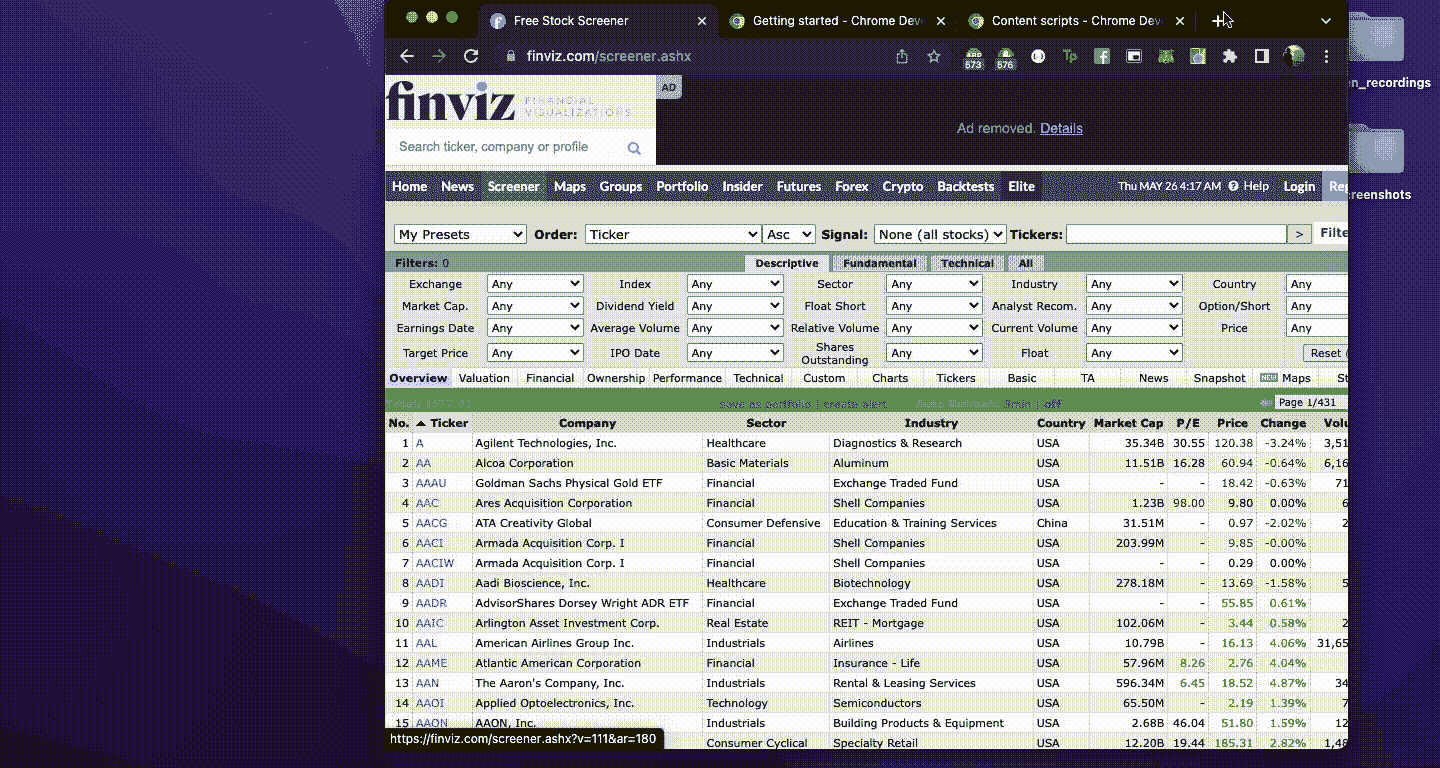 Free Stock Screener
Getting started - Chrome Dev
Content scripts - Chrome Dev
finviz.com/screener.ashx
573
576
Tp
n_recordings
creenshots
finviz FINANCIAL VISUALIZATIONS
AD
Ad removed. Details
Search ticker, company or profile
Home News Screener Maps Groups Portfolio Insider Futures Forex Crypto Backtests Elite Thu MAY 26 4:17 AM Help Login Reg
My Presets Order: Ticker Asc Signal: None (all stocks) Tickers: > Filte
Filters: 0 Descriptive Fundamental Technical All
Exchange Any Index Any Sector Any Industry Any Country Any
Market Cap. Any Dividend Yield Any Float Short Any Analyst Recom. Any Option/Short Any
Earnings Date Any Average Volume Any Relative Volume Any Current Volume Any Price Any
Target Price Any IPO Date Any Shares Outstanding Any Float Any Reset (
Overview Valuation Financial Ownership Performance Technical Custom Charts Tickers Basic TA News Snapshot NEW Maps St
save as portfolio | create alert 3min | off Page 1/431
No. Ticker Company Sector Industry Country Market Cap P/E Price Change Volu
1 A Agilent Technologies, Inc. Healthcare Diagnostics & Research USA 35.34B 30.55 120.38 -3.24% 3,51
2 AA Alcoa Corporation Basic Materials Aluminum USA 11.51B 16.28 60.94 -0.64% 6,16
3 AAAU Goldman Sachs Physical Gold ETF Financial Exchange Traded Fund USA - - 18.42 -0.63% 71
4 AAC Ares Acquisition Corporation Financial Shell Companies USA 1.23B 98.00 9.80 0.00% 6
5 AACG ATA Creativity Global Consumer Defensive Education & Training Services China 31.51M - 0.97 -2.02% 2
6 AACI Armada Acquisition Corp. I Financial Shell Companies USA 203.99M - 9.85 -0.00%
7 AACIW Armada Acquisition Corp. I Financial Shell Companies USA - - 0.29 0.00%
8 AADI Aadi Bioscience, Inc. Healthcare Biotechnology USA 278.18M - 13.69 -1.58% 5
9 AADR AdvisorShares Dorsey Wright ADR ETF Financial Exchange Traded Fund USA - - 55.85 0.61%
10 AAIC Arlington Asset Investment Corp. Real Estate REIT - Mortgage USA 102.06M - 3.44 0.58% 2
11 AAL American Airlines Group Inc. Industrials Airlines USA 10.79B - 16.13 4.06% 31,65
12 AAME Atlantic American Corporation Financial Insurance - Life USA 57.96M 8.26 2.76 4.04%
13 AAN The Aaron's Company, Inc. Industrials Rental & Leasing Services USA 596.34M 6.45 18.52 4.87% 34
14 AAOI Applied Optoelectronics, Inc. Technology Semiconductors USA 65.50M - 2.19 1.39% 7
15 AAON AAON, Inc. Industrials Building Products & Equipment USA 2.68B 46.04 51.80 1.59% 12
Consumer Cyclical Specialty Retail USA 12.20B 19.44 185.31 2.82% 1,48
https://finviz.com/screener.ashx?v=111&ar=180